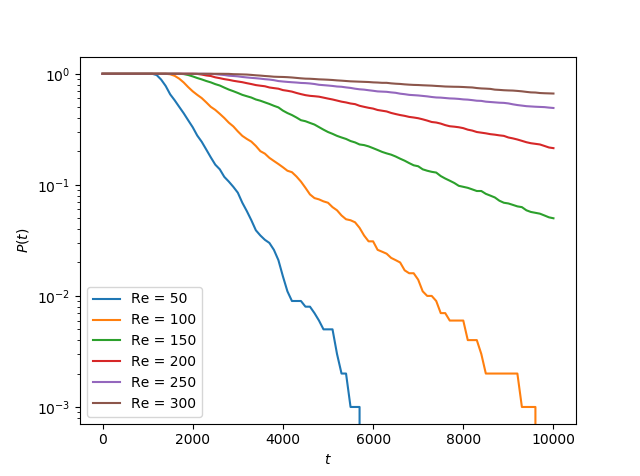 10⁰
10⁻¹
10⁻²
10⁻³
P(t)
Re = 50
Re = 100
Re = 150
Re = 200
Re = 250
Re = 300
0 2000 4000 6000 8000 10000
t